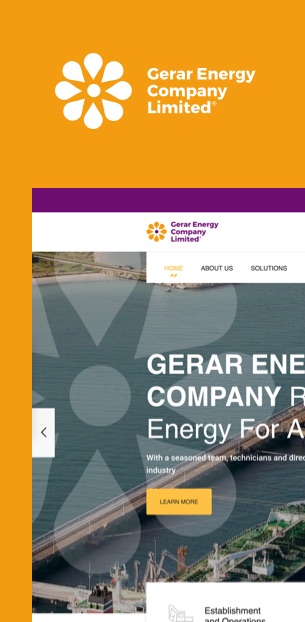 Gerar Energy
Company
Limited®
Gerar Energy
Company
Limited
HOME ABOUT US SOLUTIONS
GERAR ENE
COMPANY R
Energy For A
With a seasoned team, technicians and direc
industry
LEARN MORE
Establishment
and Operations